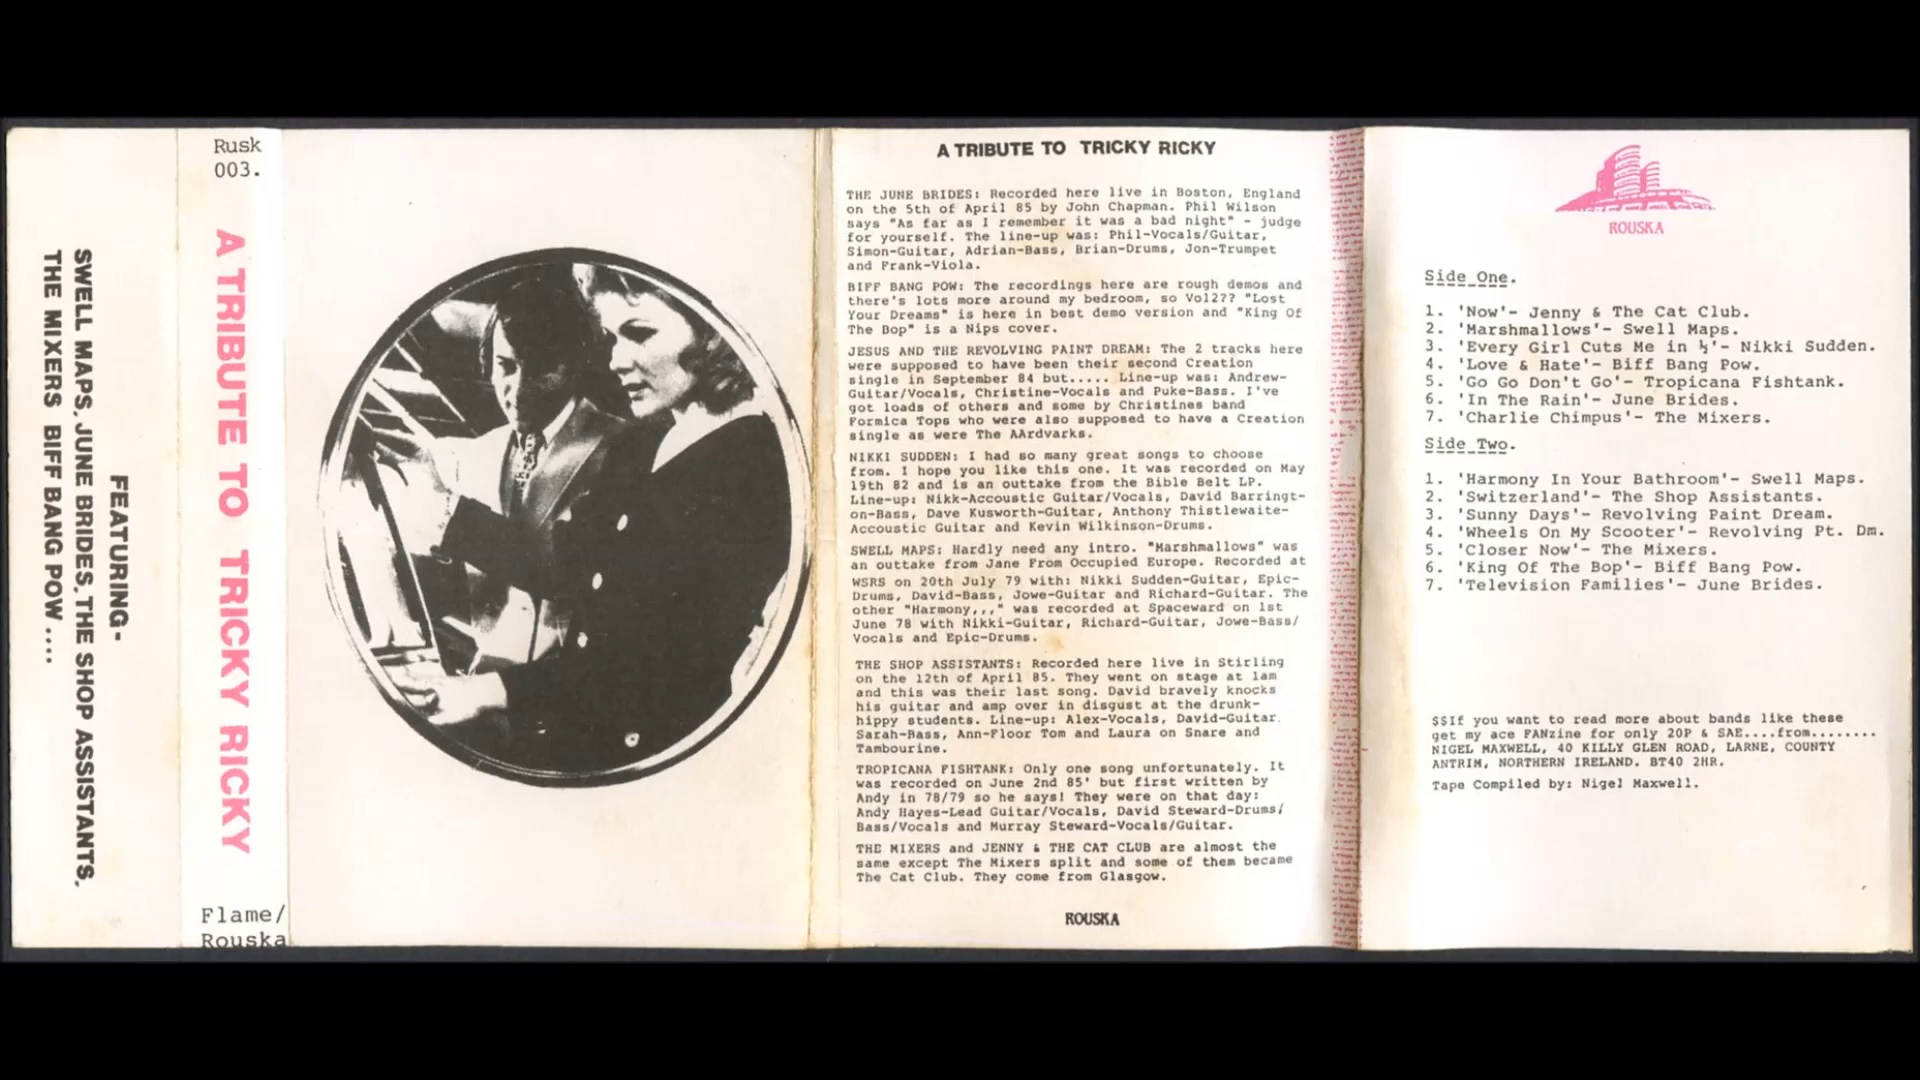 FEATURING-
SWELL MAPS, JUNE BRIDES, THE SHOP ASSISTANTS,
THE MIXERS BIFF BANG POW....
Rusk
003.
A TRIBUTE TO TRICKY RICKY
Flame/
Rouska
A TRIBUTE TO TRICKY RICKY
THE JUNE BRIDES: Recorded here live in Boston, England
on the 5th of April 85 by John Chapman. Phil Wilson
says "As far as I remember it was a bad night" - judge
for yourself. The line-up was: Phil-Vocals/Guitar,
Simon-Guitar, Adrian-Bass, Brian-Drums, Jon-Trumpet
and Frank-Viola.
BIFF BANG POW: The recordings here are rough demos and
there's lots more around my bedroom, so Vol2?? "Lost
Your Dreams" is here in best demo version and "King Of
The Bop" is a Nips cover.
JESUS AND THE REVOLVING PAINT DREAM: The 2 tracks here
were supposed to have been their second Creation
single in September 84 but..... Line-up was: Andrew-
Guitar/Vocals, Christine-Vocals and Puke-Bass. I've
got loads of others and some by Christines band
Formica Tops who were also supposed to have a Creation
single as were The AArdvarks.
NIKKI SUDDEN: I had so many great songs to choose
from. I hope you like this one. It was recorded on May
19th 82 and is an outtake from the Bible Belt LP.
Line-up: Nikk-Accoustic Guitar/Vocals, David Barringt-
on-Bass, Dave Kusworth-Guitar, Anthony Thistlewaite-
Accoustic Guitar and Kevin Wilkinson-Drums.
SWELL MAPS: Hardly need any intro. "Marshmallows" was
an outtake from Jane From Occupied Europe. Recorded at
WSRS on 20th July 79 with: Nikki Sudden-Guitar, Epic-
Drums, David-Bass, Jowe-Guitar and Richard-Guitar. The
other "Harmony,,," was recorded at Spaceward on 1st
June 78 with Nikki-Guitar, Richard-Guitar, Jowe-Bass/
Vocals and Epic-Drums.
THE SHOP ASSISTANTS: Recorded here live in Stirling
on the 12th of April 85. They went on stage at 1am
and this was their last song. David bravely knocks
his guitar and amp over in disgust at the drunk-
hippy students. Line-up: Alex-Vocals, David-Guitar.
Sarah-Bass, Ann-Floor Tom and Laura on Snare and
Tambourine.
TROPICANA FISHTANK: Only one song unfortunately. It
was recorded on June 2nd 85' but first written by
Andy in 78/79 so he says! They were on that day:
Andy Hayes-Lead Guitar/Vocals, David Steward-Drums/
Bass/Vocals and Murray Steward-Vocals/Guitar.
THE MIXERS and JENNY & THE CAT CLUB are almost the
same except The Mixers split and some of them became
The Cat Club. They come from Glasgow.
ROUSKA
ROUSKA
Side One.
1. 'Now'- Jenny & The Cat Club.
2. 'Marshmallows'- Swell Maps.
3. 'Every Girl Cuts Me in ½'- Nikki Sudden.
4. 'Love & Hate'- Biff Bang Pow.
5. 'Go Go Don't Go'- Tropicana Fishtank.
6. 'In The Rain'- June Brides.
7. 'Charlie Chimpus'- The Mixers.
Side Two.
1. 'Harmony In Your Bathroom'- Swell Maps.
2. 'Switzerland'- The Shop Assistants.
3. 'Sunny Days'- Revolving Paint Dream.
4. 'Wheels On My Scooter'- Revolving Pt. Dm.
5. 'Closer Now'- The Mixers.
6. 'King Of The Bop'- Biff Bang Pow.
7. 'Television Families'- June Brides.
$$If you want to read more about bands like these
get my ace FANzine for only 20P & SAE....from........
NIGEL MAXWELL, 40 KILLY GLEN ROAD, LARNE, COUNTY
ANTRIM, NORTHERN IRELAND. BT40 2HR.
Tape Compiled by: Nigel Maxwell.